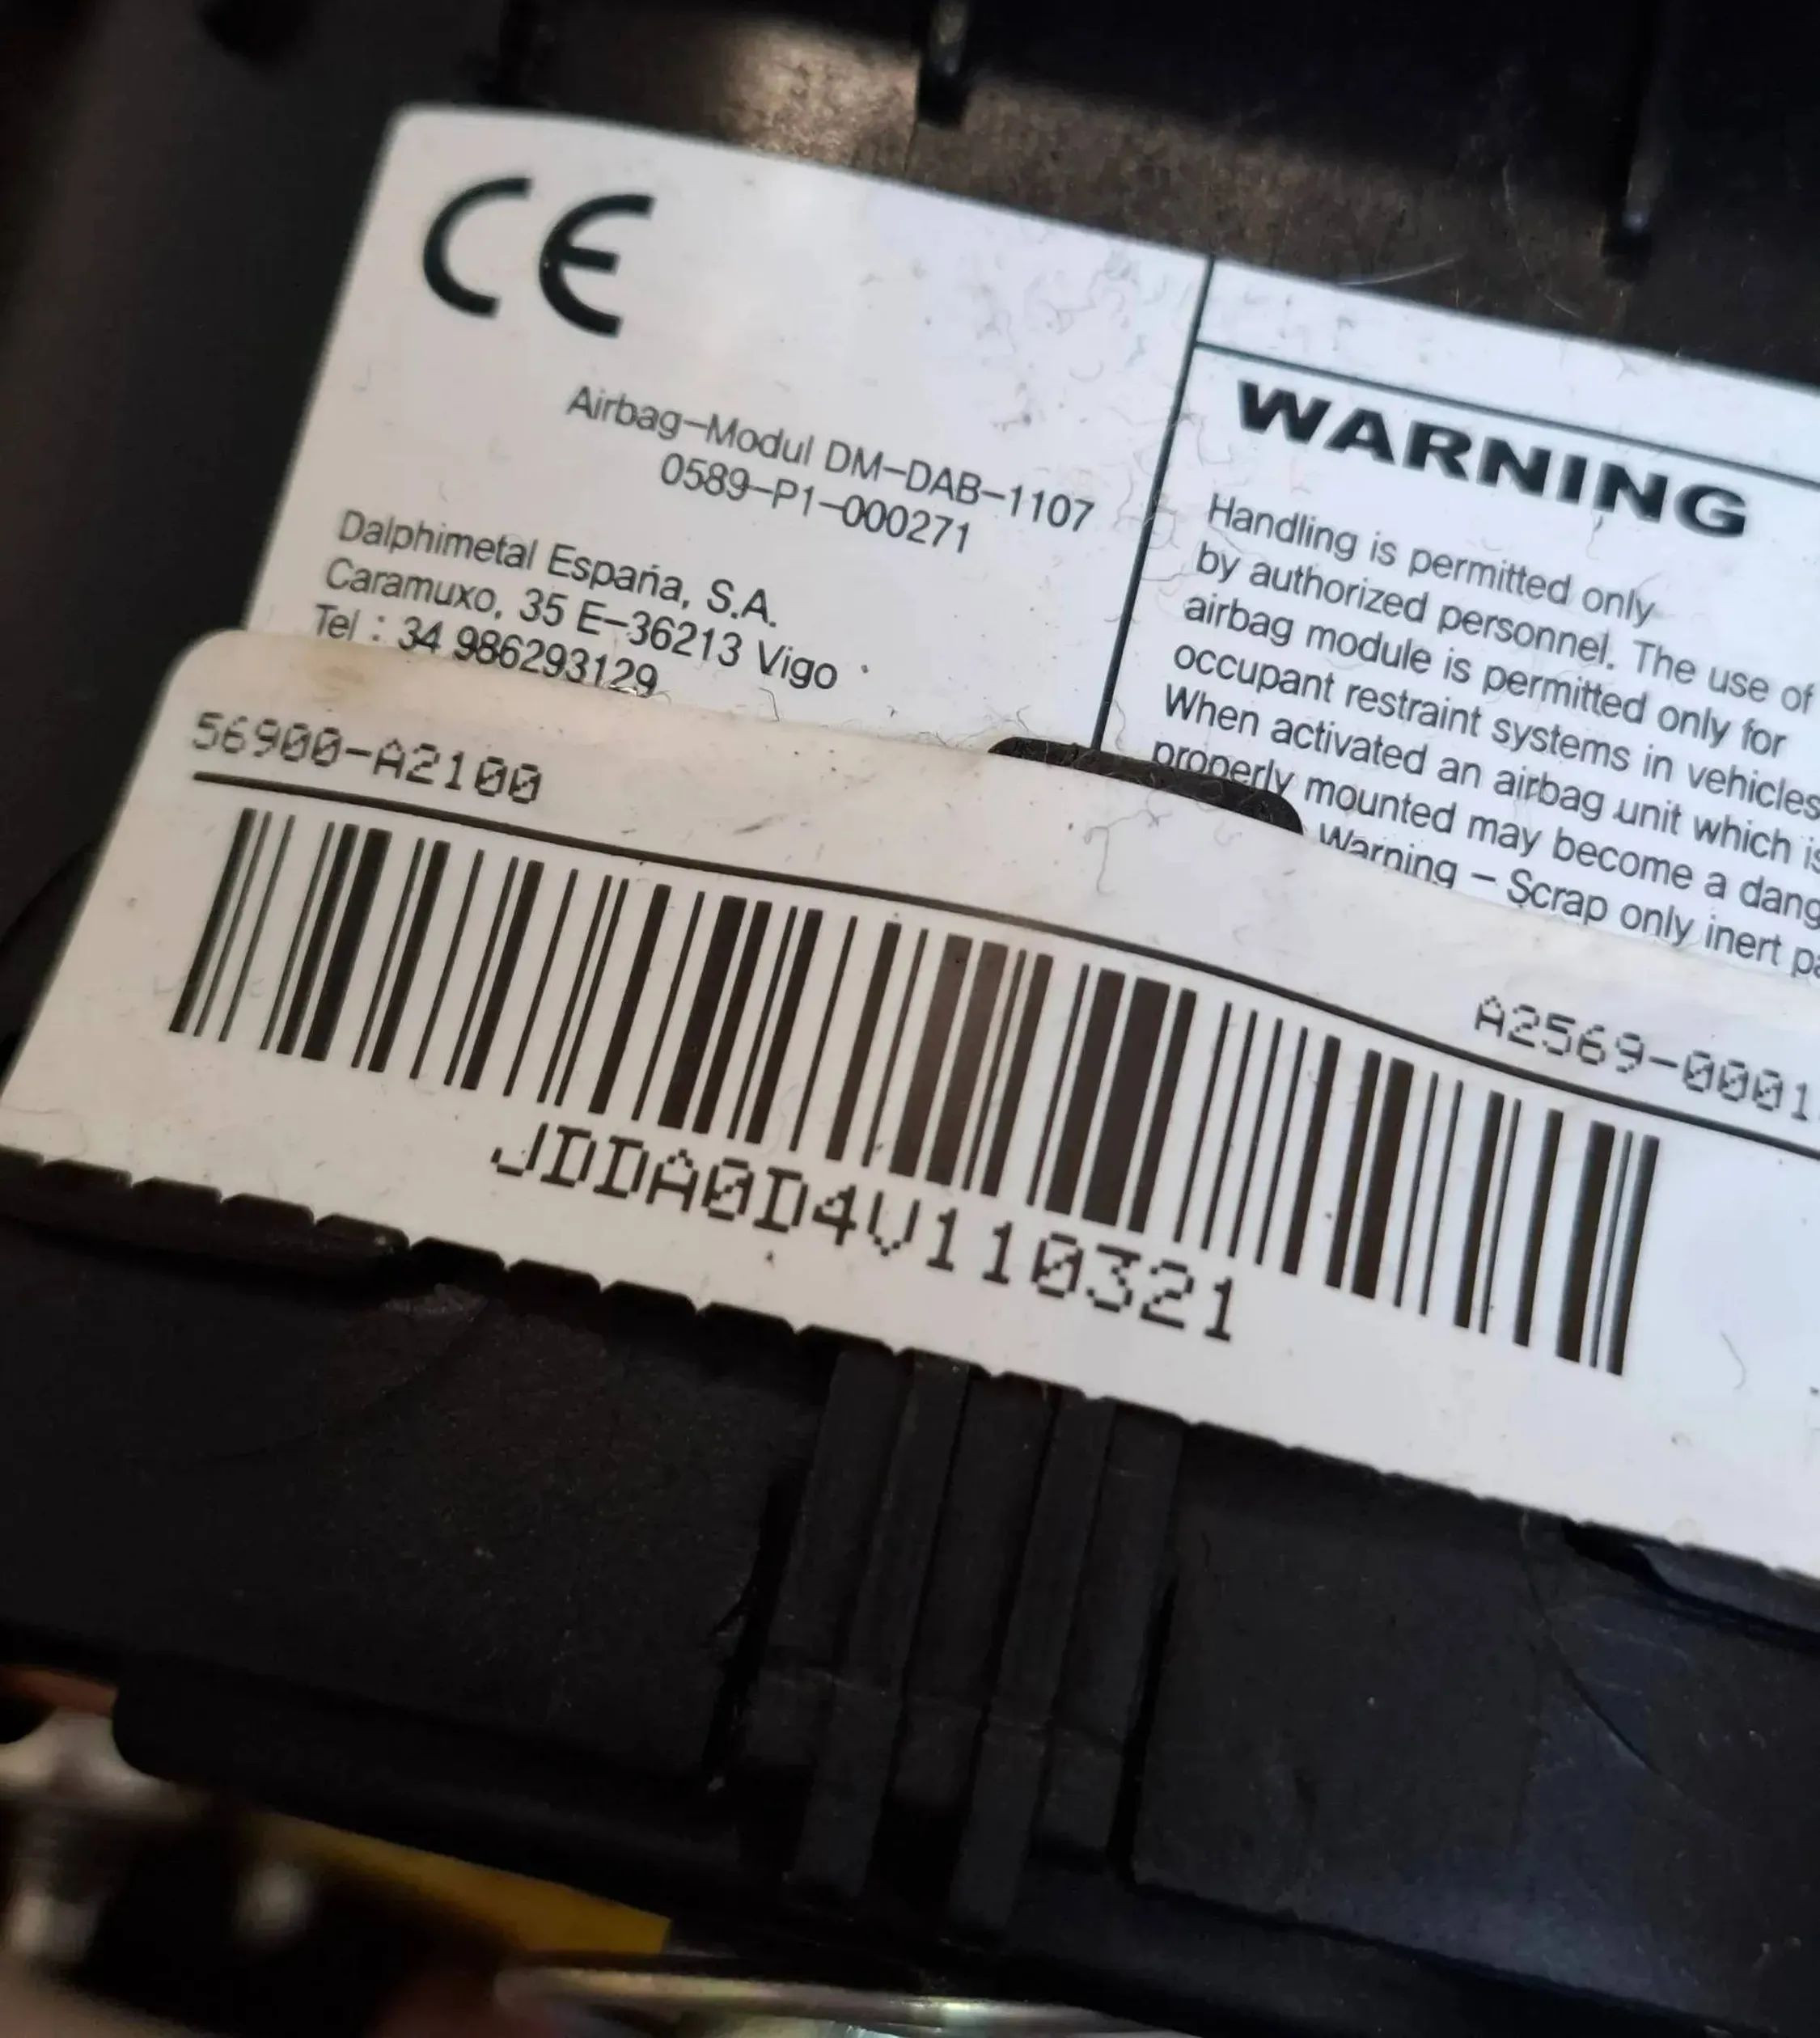 CE
Airbag-Modul DM-DAB-1107
0589-P1-000271
Dalphimetal España, S.A.
Caramuxo, 35 E-36213 Vigo
Tel : 34 986293129
WARNING
Handling is permitted only
by authorized personnel. The use of
airbag module is permitted only for
occupant restraint systems in vehicles
When activated an airbag unit which is
properly mounted may become a dang
Warning - Scrap only inert pa
56900-A2100
A2569-0001
JDDA0D4V110321